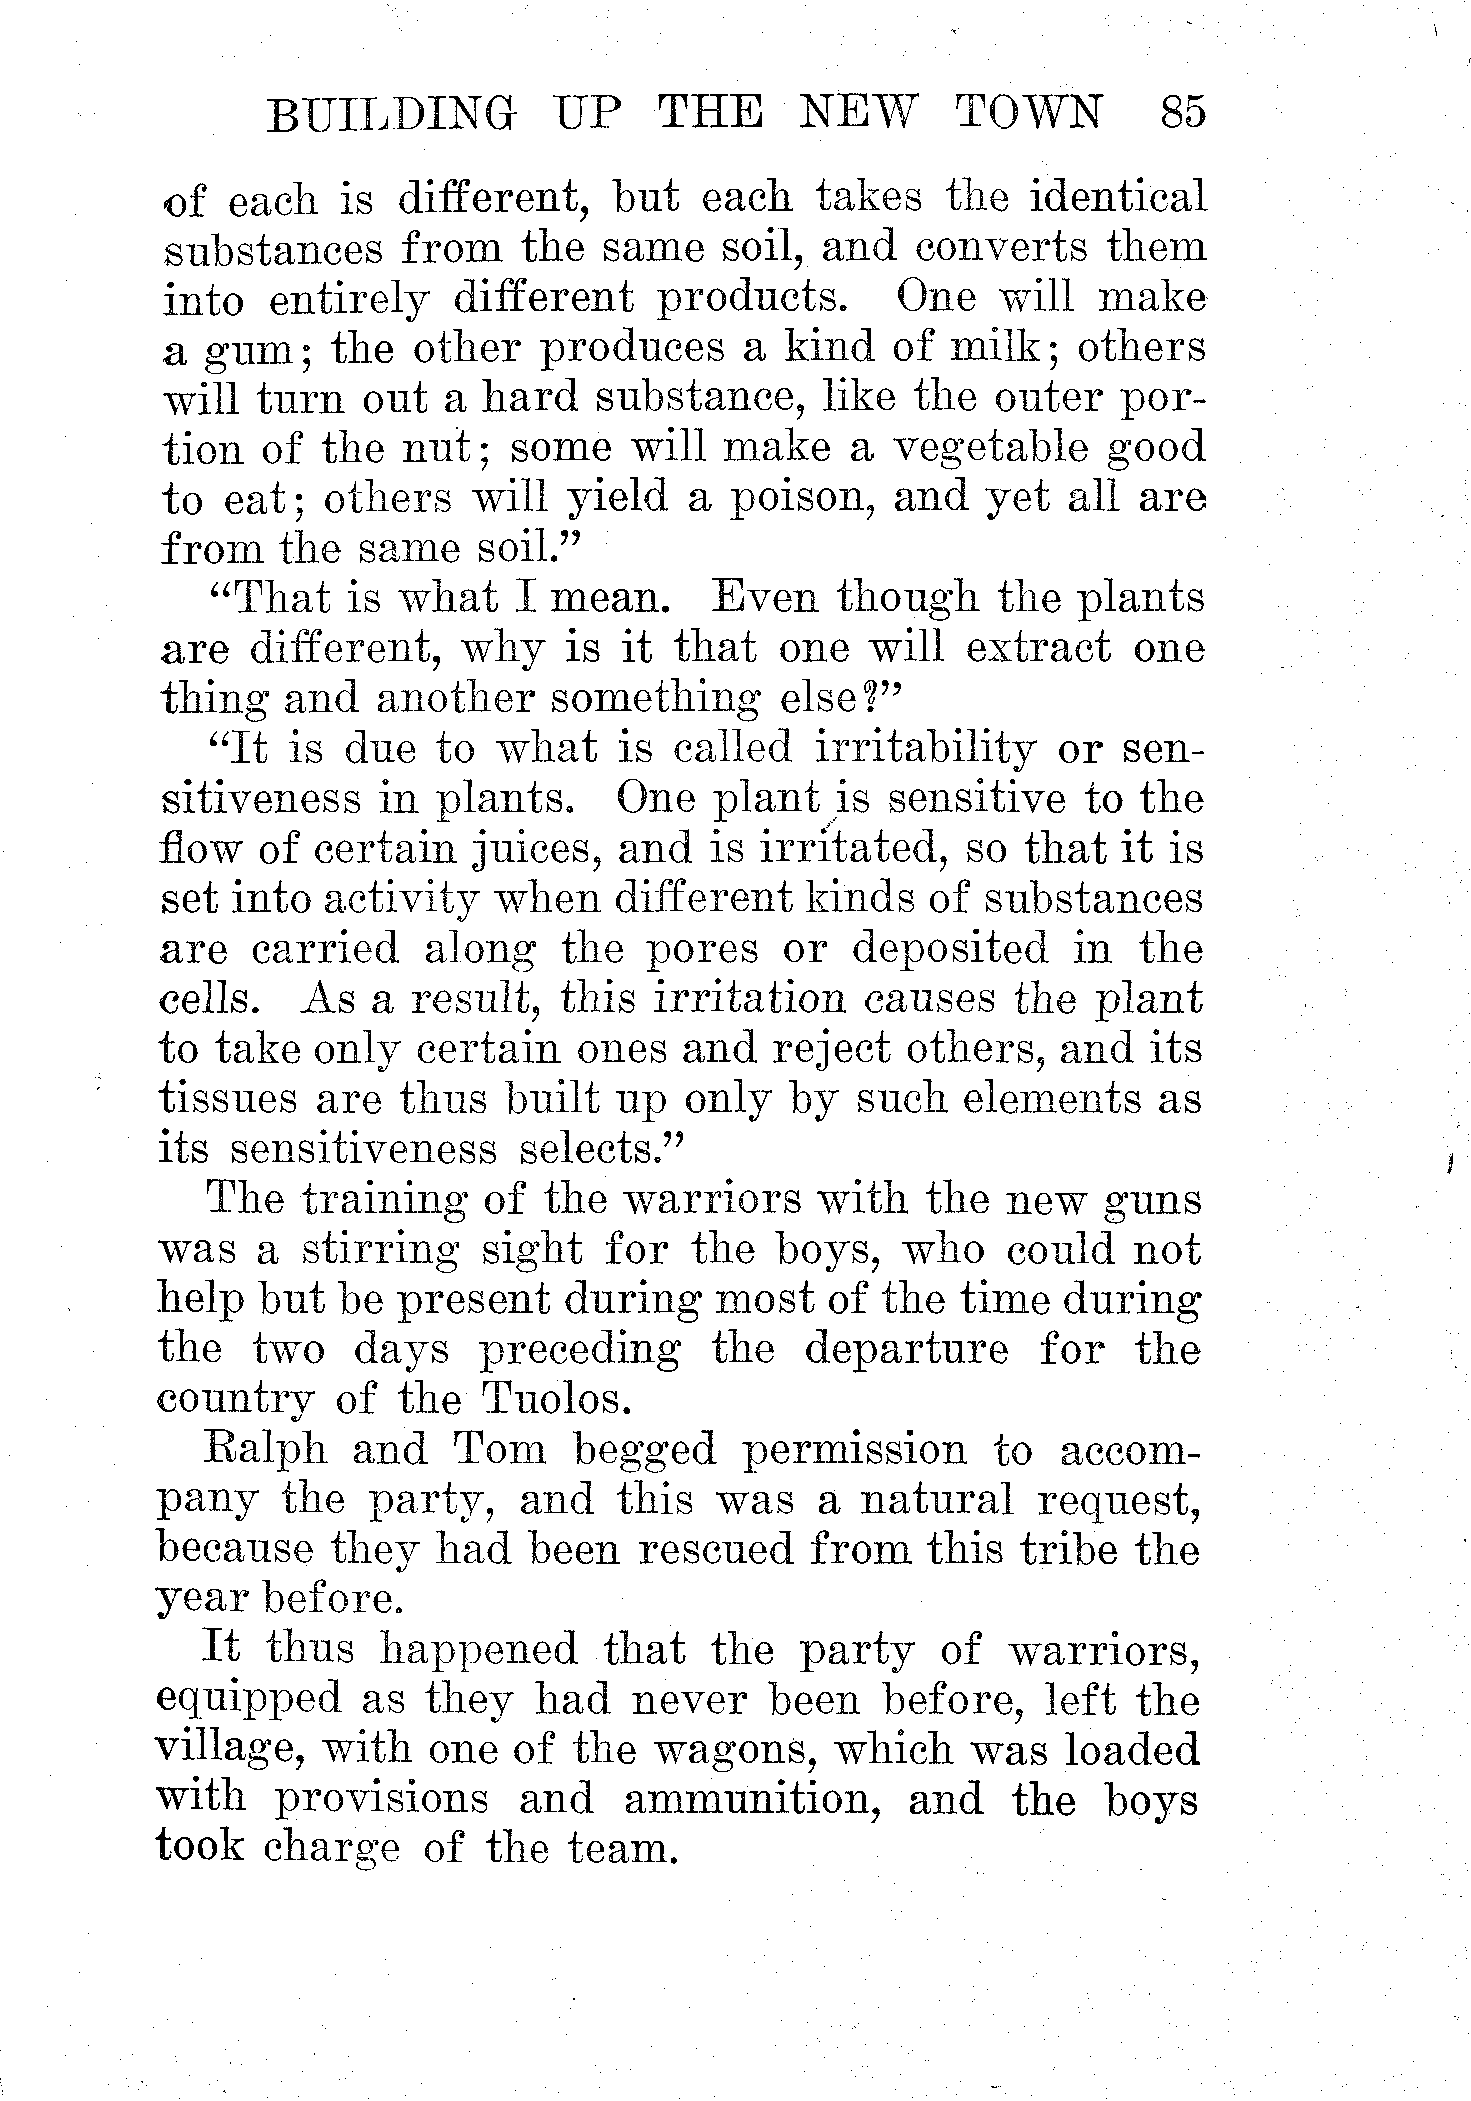 BUILDING UP THE NEW TOWN 85
of each is different, but each takes the identical
substances from the same soil, and converts them
into entirely different products. One will make
a gum; the other produces a kind of milk; others
will turn out a hard substance, like the outer por-
tion of the nut; some will make a vegetable good
to eat; others will yield a poison, and yet all are
from the same soil.”
“That is what I mean. Even though the plants
are different, why is it that one will extract one
thing and another something else?”
“It is due to what is called irritability or sen-
sitiveness in plants. One plant is sensitive to the
flow of certain juices, and is irritated, so that it is
set into activity when different kinds of substances
are carried along the pores or deposited in the
cells. As a result, this irritation causes the plant
to take only certain ones and reject others, and its
tissues are thus built up only by such elements as
its sensitiveness selects.”
The training of the warriors with the new guns
was a stirring sight for the boys, who could not
help but be present during most of the time during
the two days preceding the departure for the
country of the Tuolos.
Ralph and Tom begged permission to accom-
pany the party, and this was a natural request,
because they had been rescued from this tribe the
year before.
It thus happened that the party of warriors,
equipped as they had never been before, left the
village, with one of the wagons, which was loaded
with provisions and ammunition, and the boys
took charge of the team.